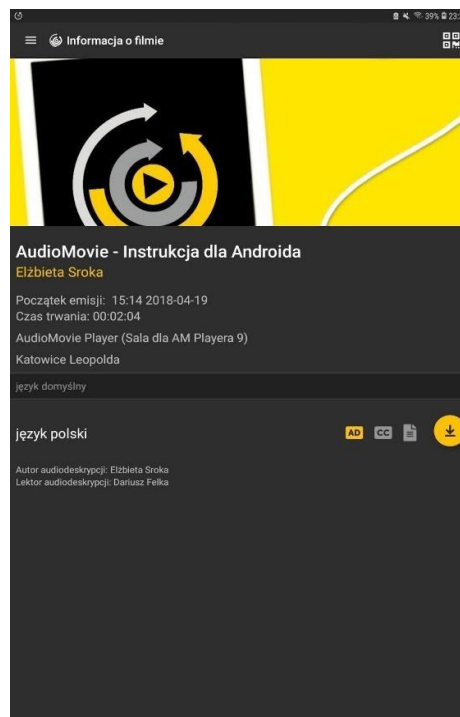 39% 23:
Informacja o filmie
AudioMovie - Instrukcja dla Androida
Elżbieta Sroka
Początek emisji: 15:14 2018-04-19
Czas trwania: 00:02:04
AudioMovie Player (Sala dla AM Playera 9)
Katowice Leopolda
język domyślny
język polski AD CC
Autor audiodeskrypcji: Elżbieta Sroka
Lektor audiodeskrypcji: Dariusz Felka